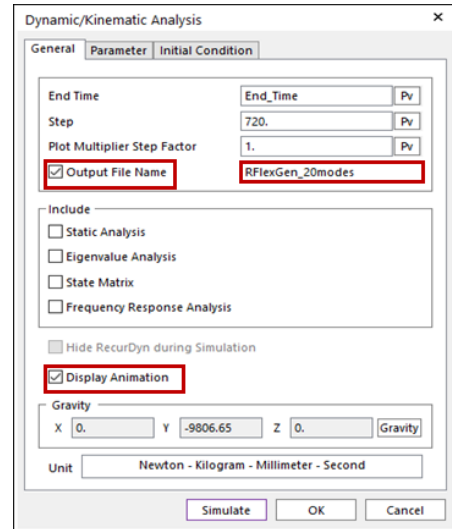 Dynamic/Kinematic Analysis ×
General Parameter Initial Condition
End Time End_Time Pv
Step 720. Pv
Plot Multiplier Step Factor 1. Pv
Output File Name RFlexGen_20modes
Include
Static Analysis
Eigenvalue Analysis
State Matrix
Frequency Response Analysis
Hide RecurDyn during Simulation
Display Animation
Gravity
X 0. Y -9806.65 Z 0. Gravity
Unit Newton - Kilogram - Millimeter - Second
Simulate OK Cancel